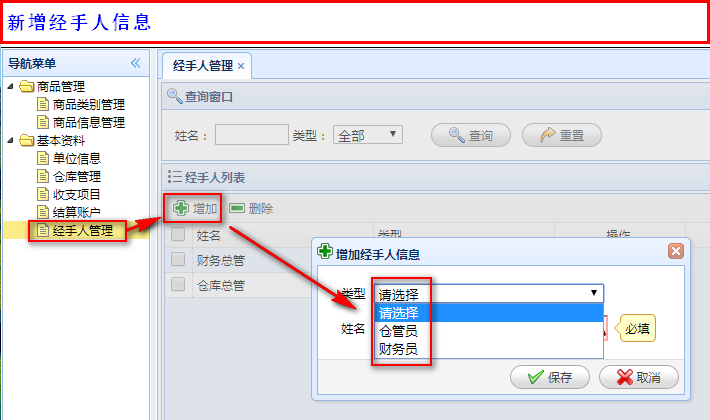 新增经手人信息
导航菜单
商品管理
商品类别管理
商品信息管理
基本资料
单位信息
仓库管理
收支项目
结算账户
经手人管理
经手人管理
查询窗口
姓名： 类型： 全部 查询 重置
经手人列表
增加 删除
姓名 类型 操作
财务总管
仓库总管
增加经手人信息
类型 请选择
请选择
仓管员
财务员
姓名 必填
保存 取消